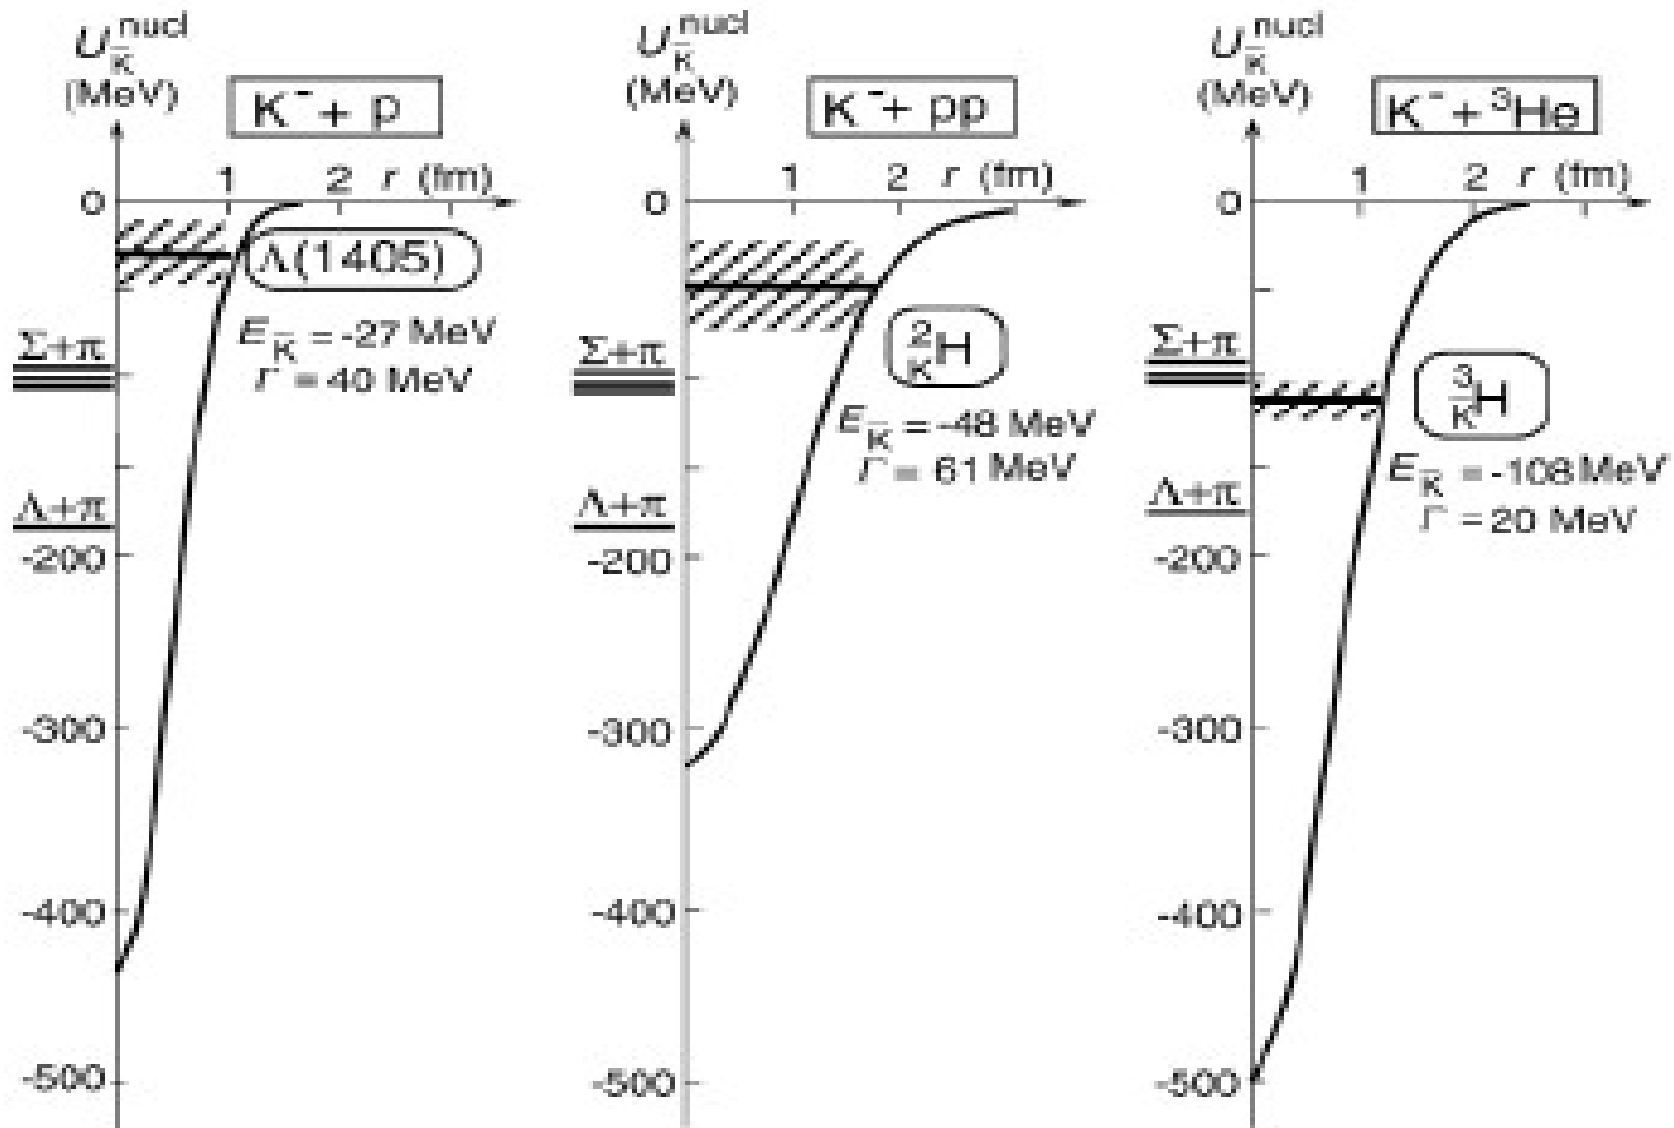 U_K̄^nucl
(MeV)
K⁻ + p
1 2 r (fm)
0
Λ(1405)
E_K̄ = -27 MeV
Γ = 40 MeV
Σ+π
Λ+π
-200
-300
-400
-500
U_K̄^nucl
(MeV)
K⁻ + pp
1 2 r (fm)
0
²_K̄H
E_K̄ = -48 MeV
Γ = 61 MeV
Σ+π
Λ+π
-200
-300
-400
-500
U_K̄^nucl
(MeV)
K⁻ + ³He
1 2 r (fm)
0
³_K̄H
E_K̄ = -108 MeV
Γ = 20 MeV
Σ+π
Λ+π
-200
-300
-400
-500